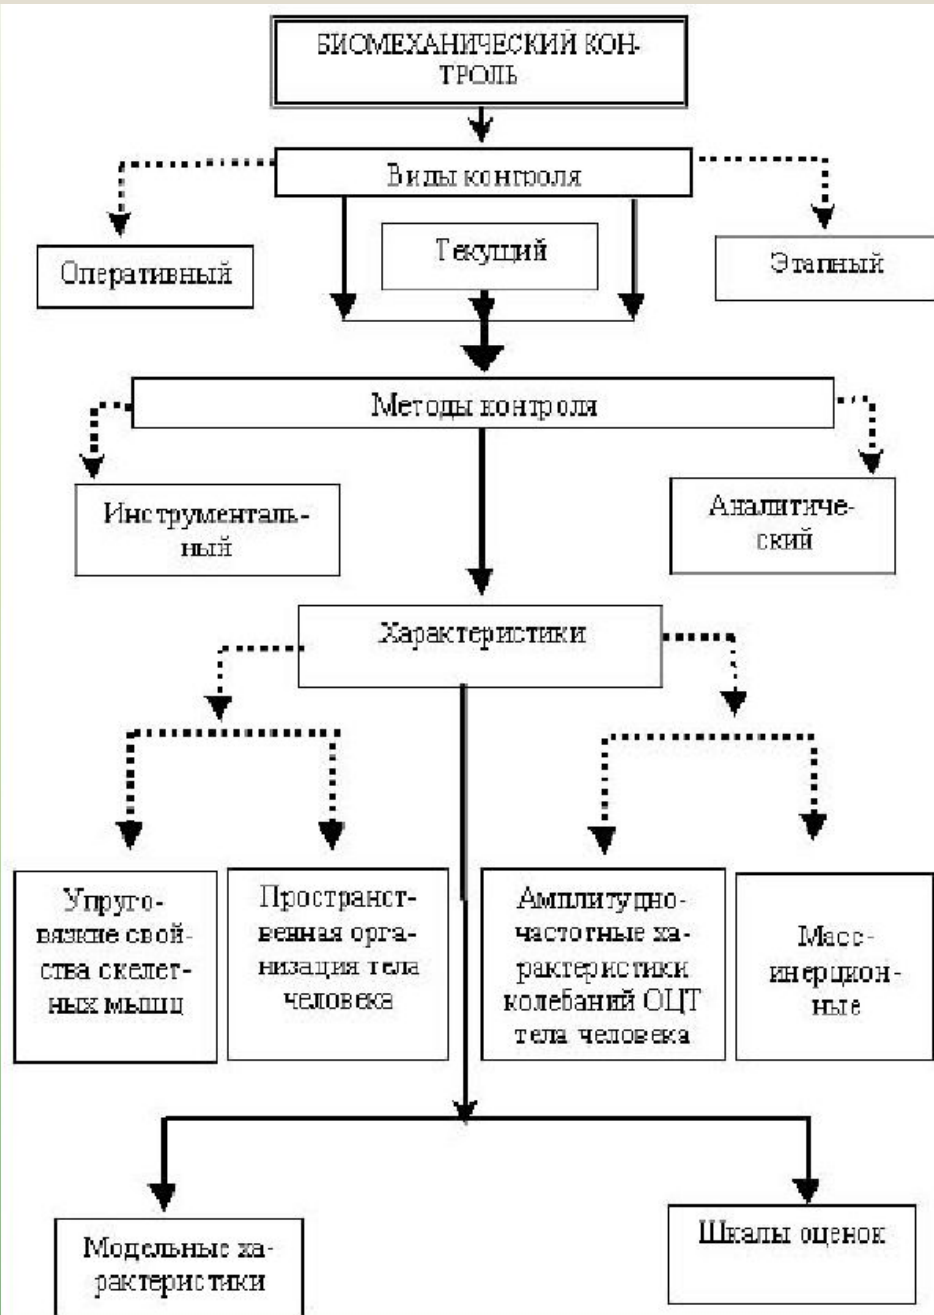 БИОМЕХАНИЧЕСКИЙ КОН-
ТРОЛЬ
Виды контроля
Оперативный
Текущий
Этапный
Методы контроля
Инструменталь-
ный
Аналитиче-
ский
Характеристики
Упруго-
вязкие свой-
ства скелет-
ных мышц
Пространст-
венная орга-
низация тела
человека
Амплитудно-
частотные ха-
рактеристики
колебаний ОЦТ
тела человека
Масс-
инерцион-
ные
Модельные ха-
рактеристики
Шкалы оценок